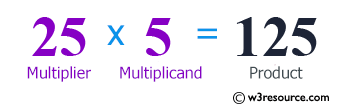 25 x 5 = 125
Multiplier Multiplicand Product
© w3resource.com